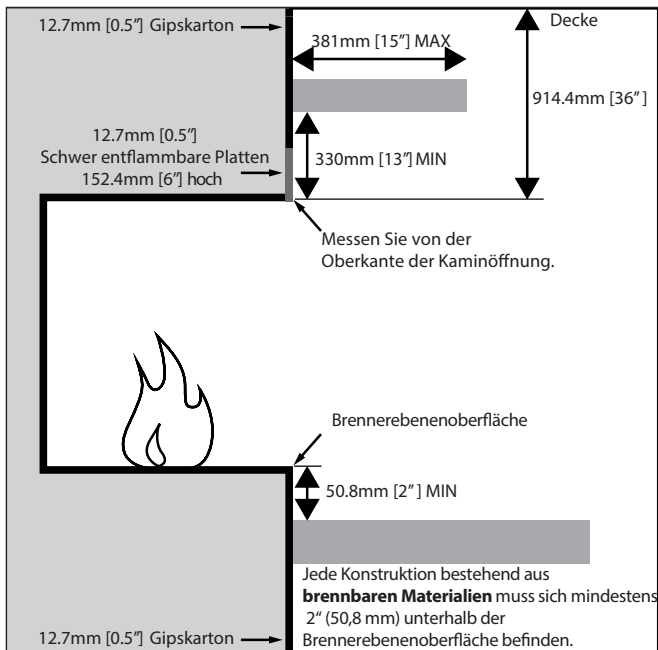 12.7mm [0.5”] Gipskarton
381mm [15”] MAX
Decke
914.4mm [36” ]
12.7mm [0.5”]
Schwer entflammbare Platten
152.4mm [6”] hoch
330mm [13”] MIN
Messen Sie von der
Oberkante der Kaminöffnung.
Brennerebenenoberfläche
50.8mm [2” ] MIN
Jede Konstruktion bestehend aus
brennbaren Materialien muss sich mindestens
2“ (50,8 mm) unterhalb der
Brennerebenenoberfläche befinden.
12.7mm [0.5”] Gipskarton